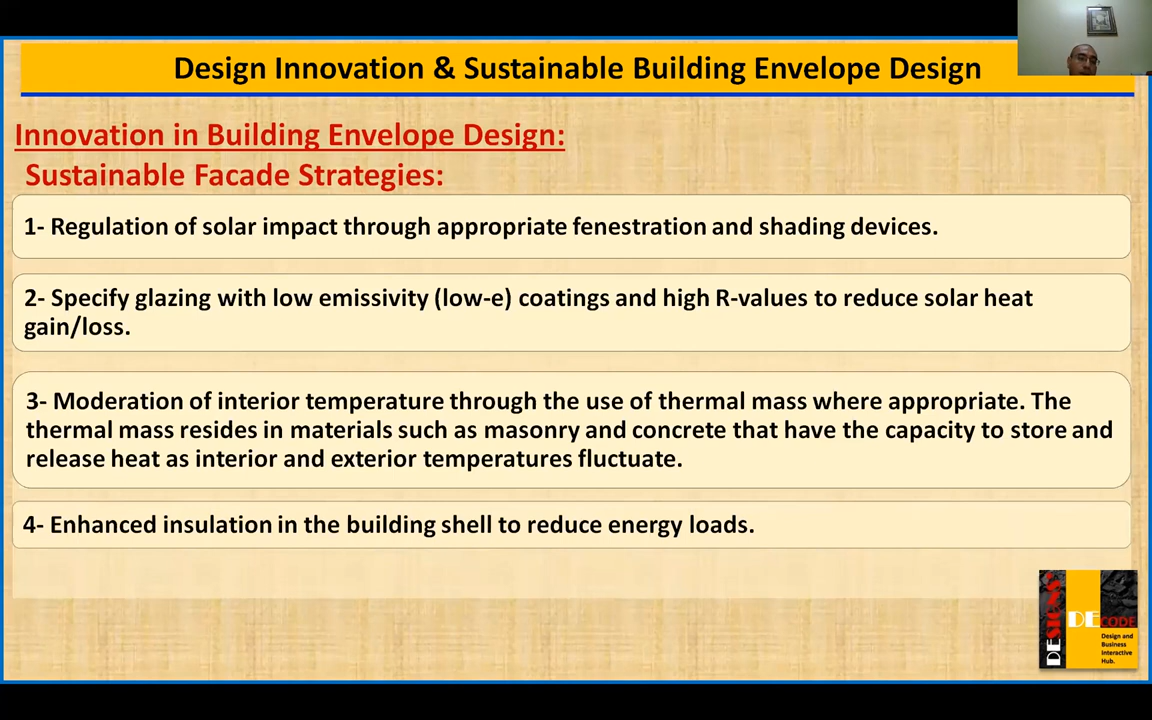 Design Innovation & Sustainable Building Envelope Design
Innovation in Building Envelope Design:
Sustainable Facade Strategies:
1- Regulation of solar impact through appropriate fenestration and shading devices.
2- Specify glazing with low emissivity (low-e) coatings and high R-values to reduce solar heat
gain/loss.
3- Moderation of interior temperature through the use of thermal mass where appropriate. The
thermal mass resides in materials such as masonry and concrete that have the capacity to store and
release heat as interior and exterior temperatures fluctuate.
4- Enhanced insulation in the building shell to reduce energy loads.
DESIGNS
DECODE
Design and
Business
Interactive
Hub.